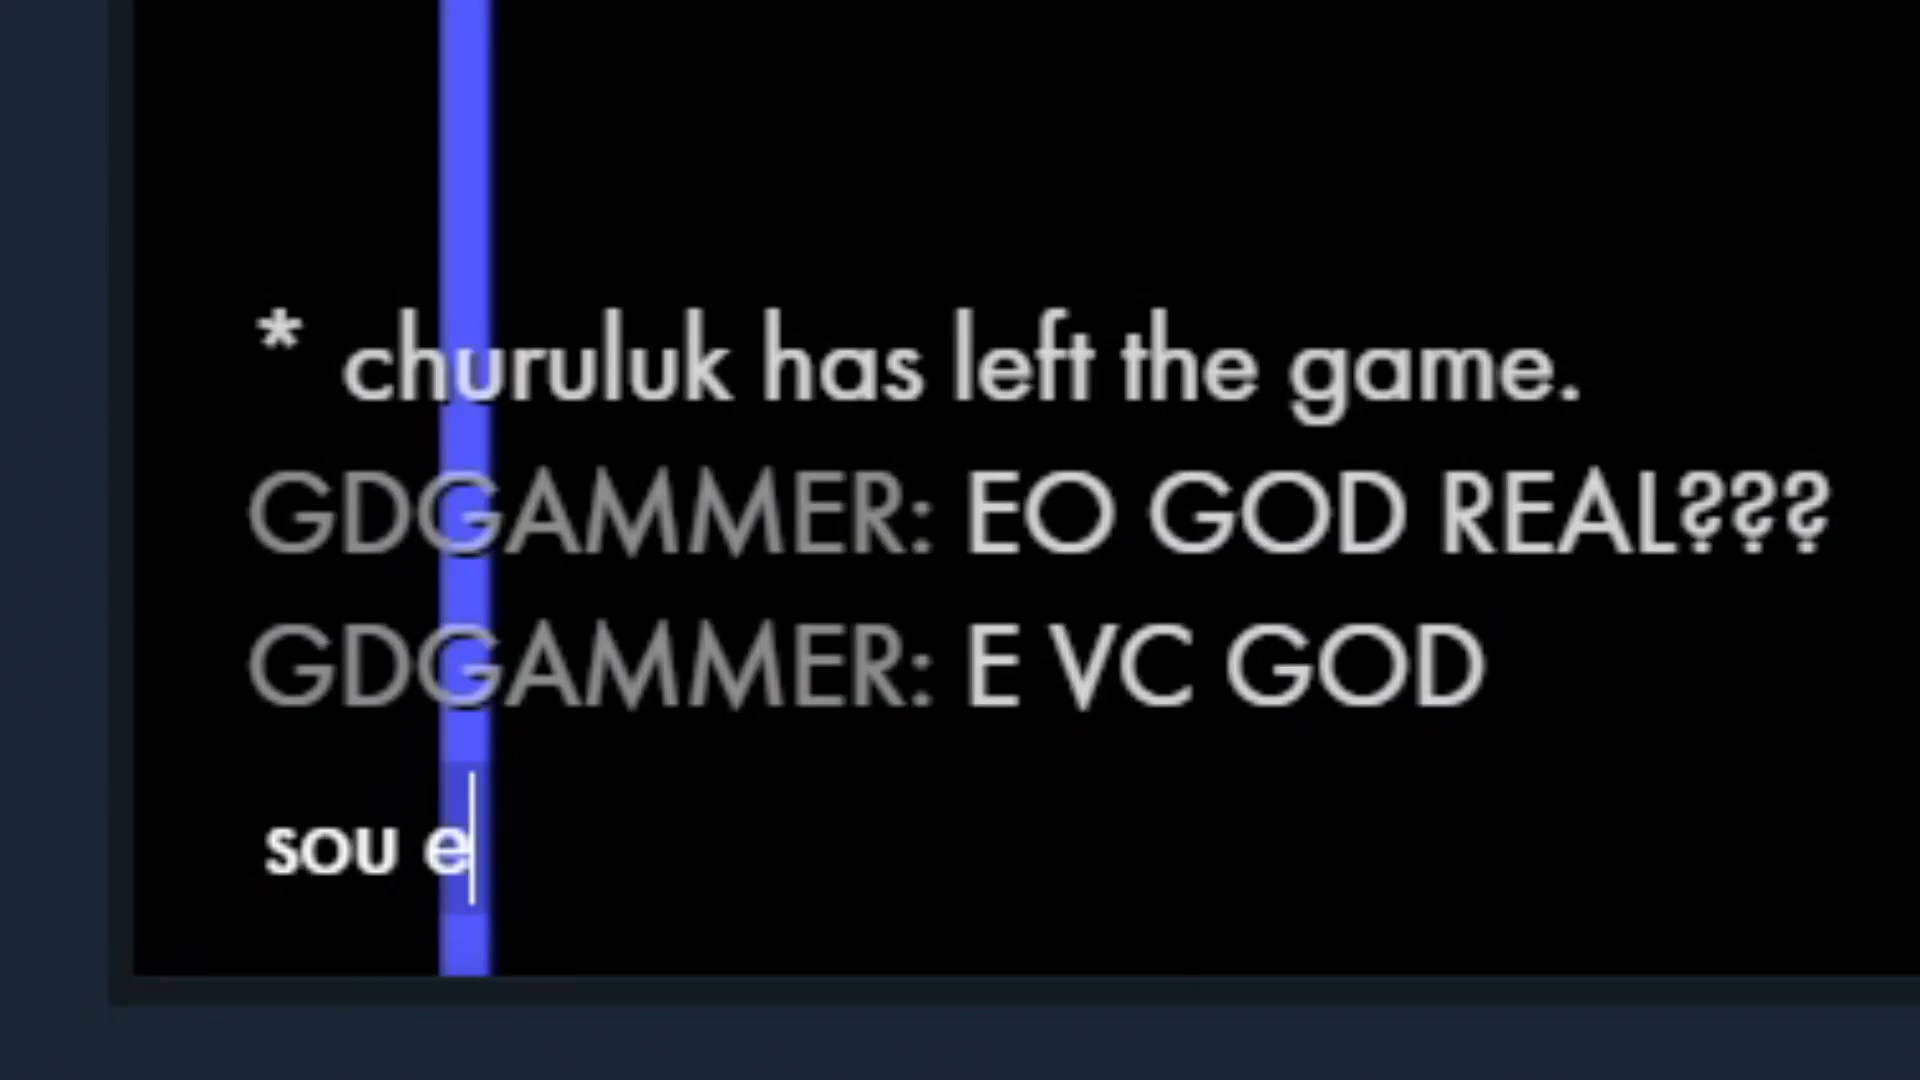 * churuluk has left the game.
GDGAMMER: EO GOD REAL???
GDGAMMER: E VC GOD
sou e